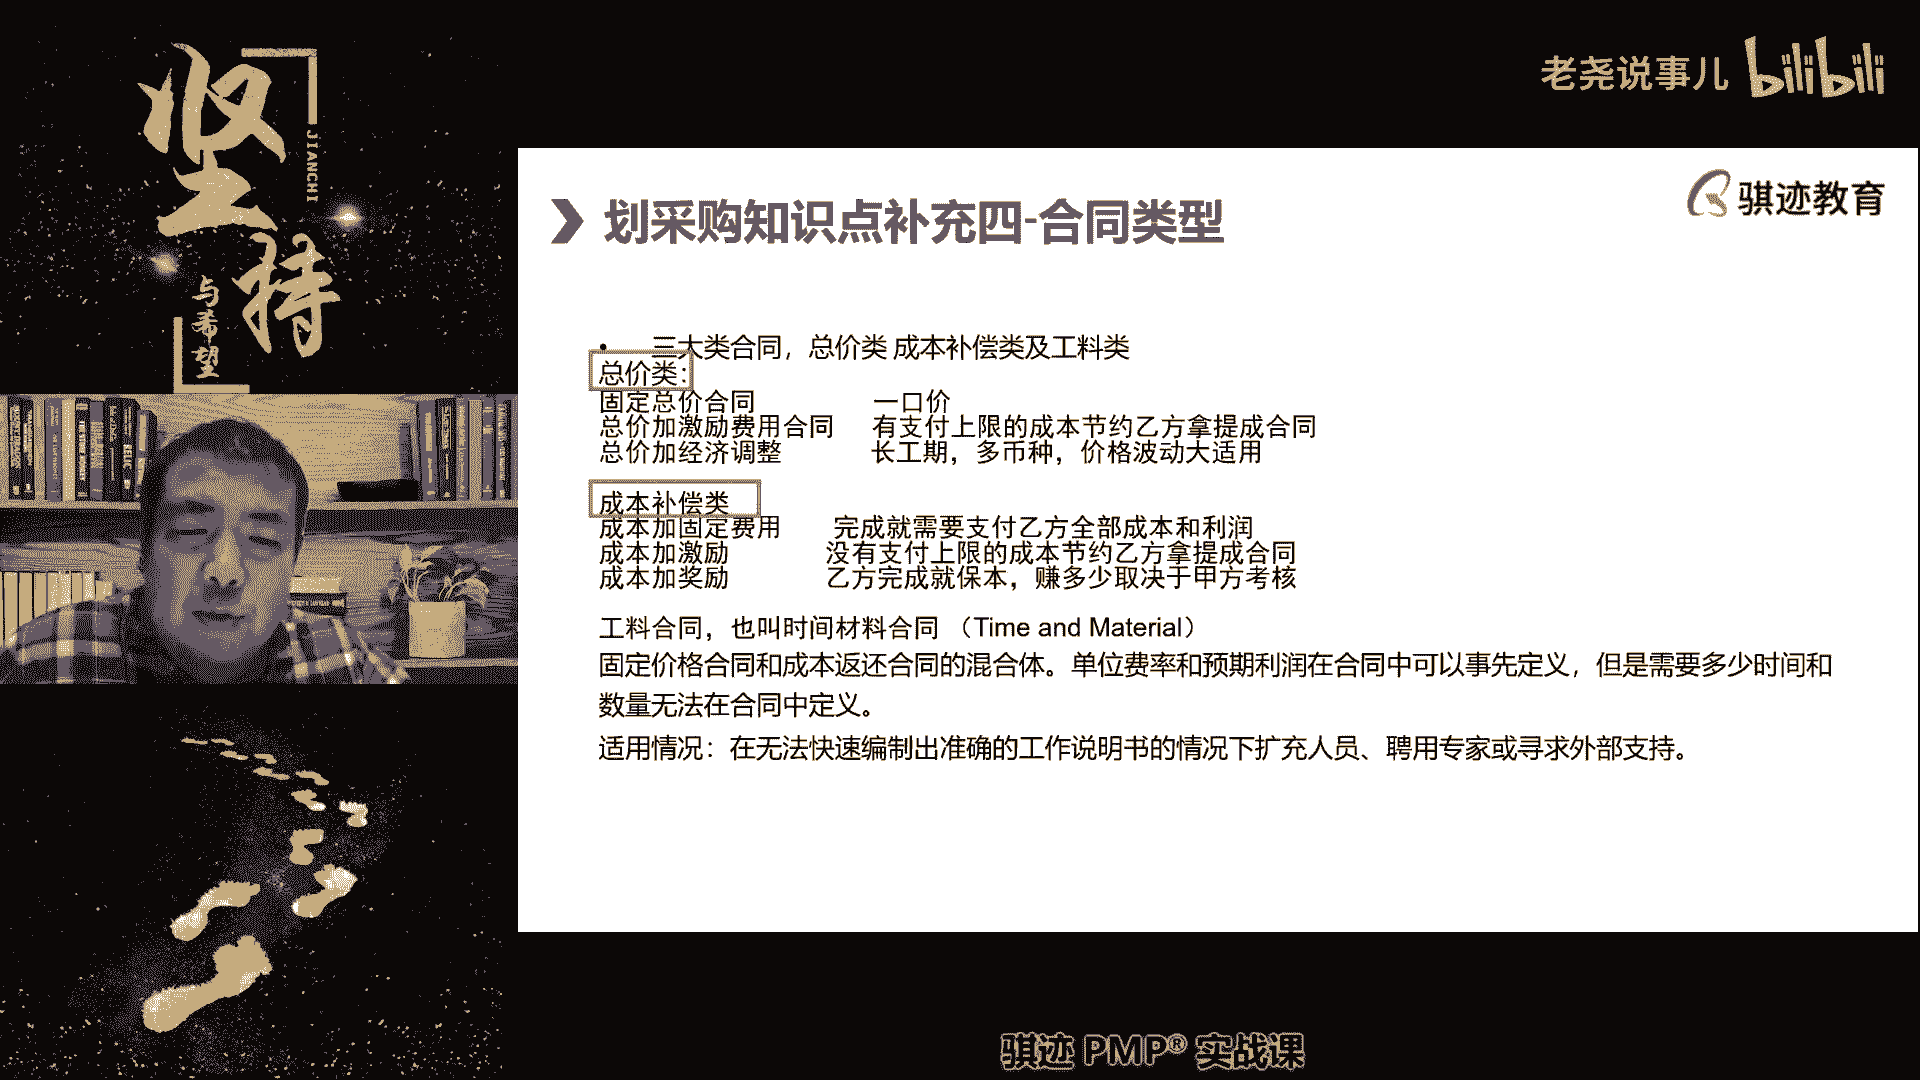 坚持
JIANCHI
与希望
老尧说事儿 bilibili
骐迹教育
划采购知识点补充四-合同类型
• 三大类合同，总价类 成本补偿类及工料类
总价类：
固定总价合同 一口价
总价加激励费用合同 有支付上限的成本节约乙方拿提成合同
总价加经济调整 长工期，多币种，价格波动大适用
成本补偿类
成本加固定费用 完成就需要支付乙方全部成本和利润
成本加激励 没有支付上限的成本节约乙方拿提成合同
成本加奖励 乙方完成就保本，赚多少取决于甲方考核
工料合同，也叫时间材料合同 （Time and Material）
固定价格合同和成本返还合同的混合体。单位费率和预期利润在合同中可以事先定义，但是需要多少时间和
数量无法在合同中定义。
适用情况：在无法快速编制出准确的工作说明书的情况下扩充人员、聘用专家或寻求外部支持。
骐迹 PMP® 实战课